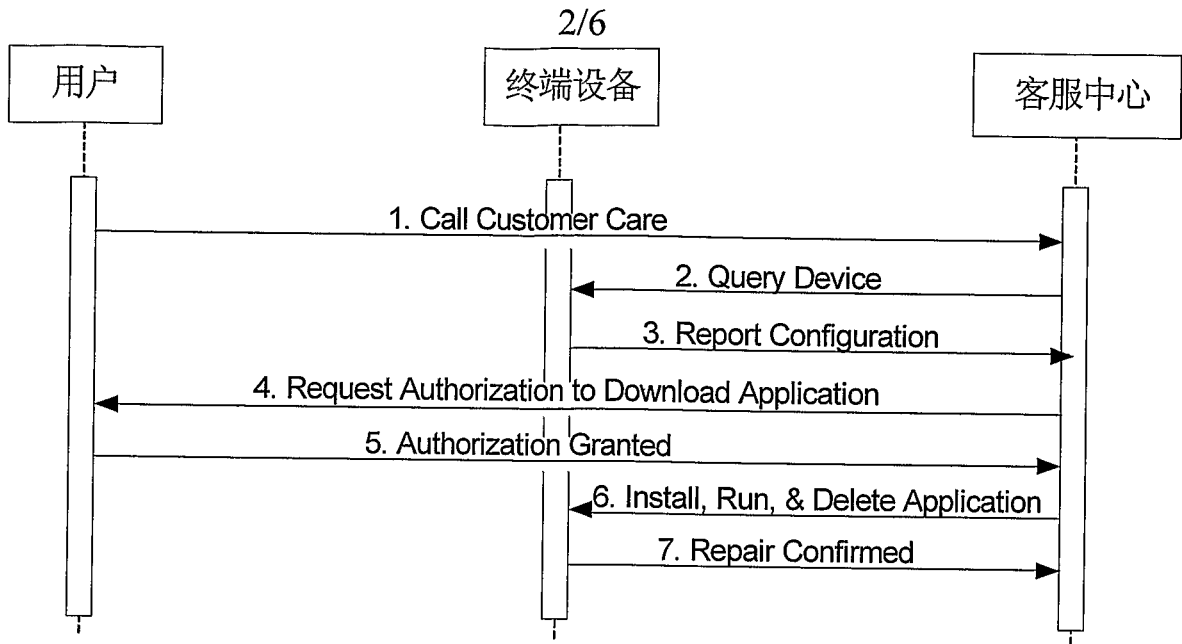 2/6
用户
终端设备
客服中心
1. Call Customer Care
2. Query Device
3. Report Configuration
4. Request Authorization to Download Application
5. Authorization Granted
6. Install, Run, & Delete Application
7. Repair Confirmed